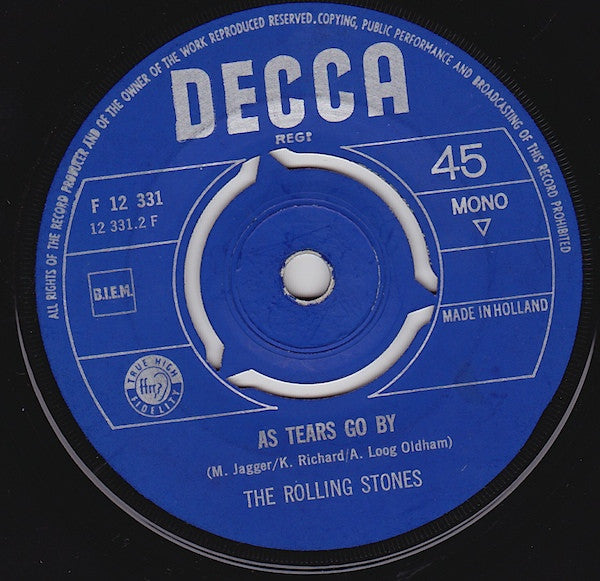 ALL RIGHTS OF THE RECORD PRODUCER AND OF THE OWNER OF THE WORK REPRODUCED RESERVED. COPYING, PUBLIC PERFORMANCE AND BROADCASTING OF THIS RECORD PROHIBITED
DECCA
REGD
F 12 331
12 331.2 F
45
MONO
B.I.E.M.
MADE IN HOLLAND
TRUE HIGH
ffrr
FIDELITY
AS TEARS GO BY
(M. Jagger/K. Richard/A. Loog Oldham)
THE ROLLING STONES